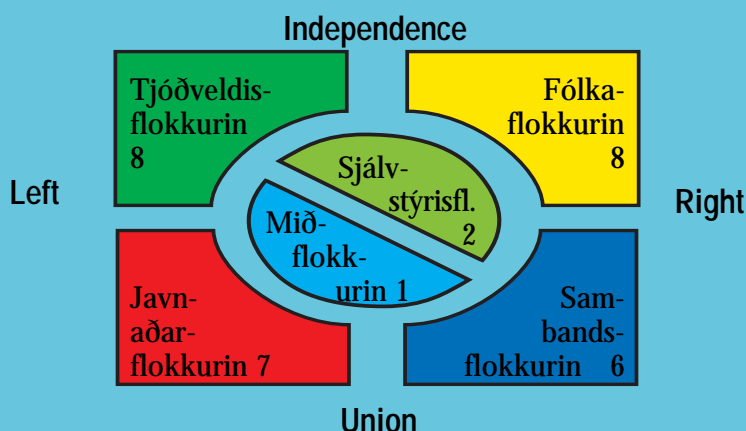 Independence
Tjóðveldis-
flokkurin
8
Fólka-
flokkurin
8
Left
Sjálv-
stýrisfl.
2
Right
Mið-
flokk-
urin 1
Javn-
aðar-
flokkurin 7
Sam-
bands-
flokkurin 6
Union